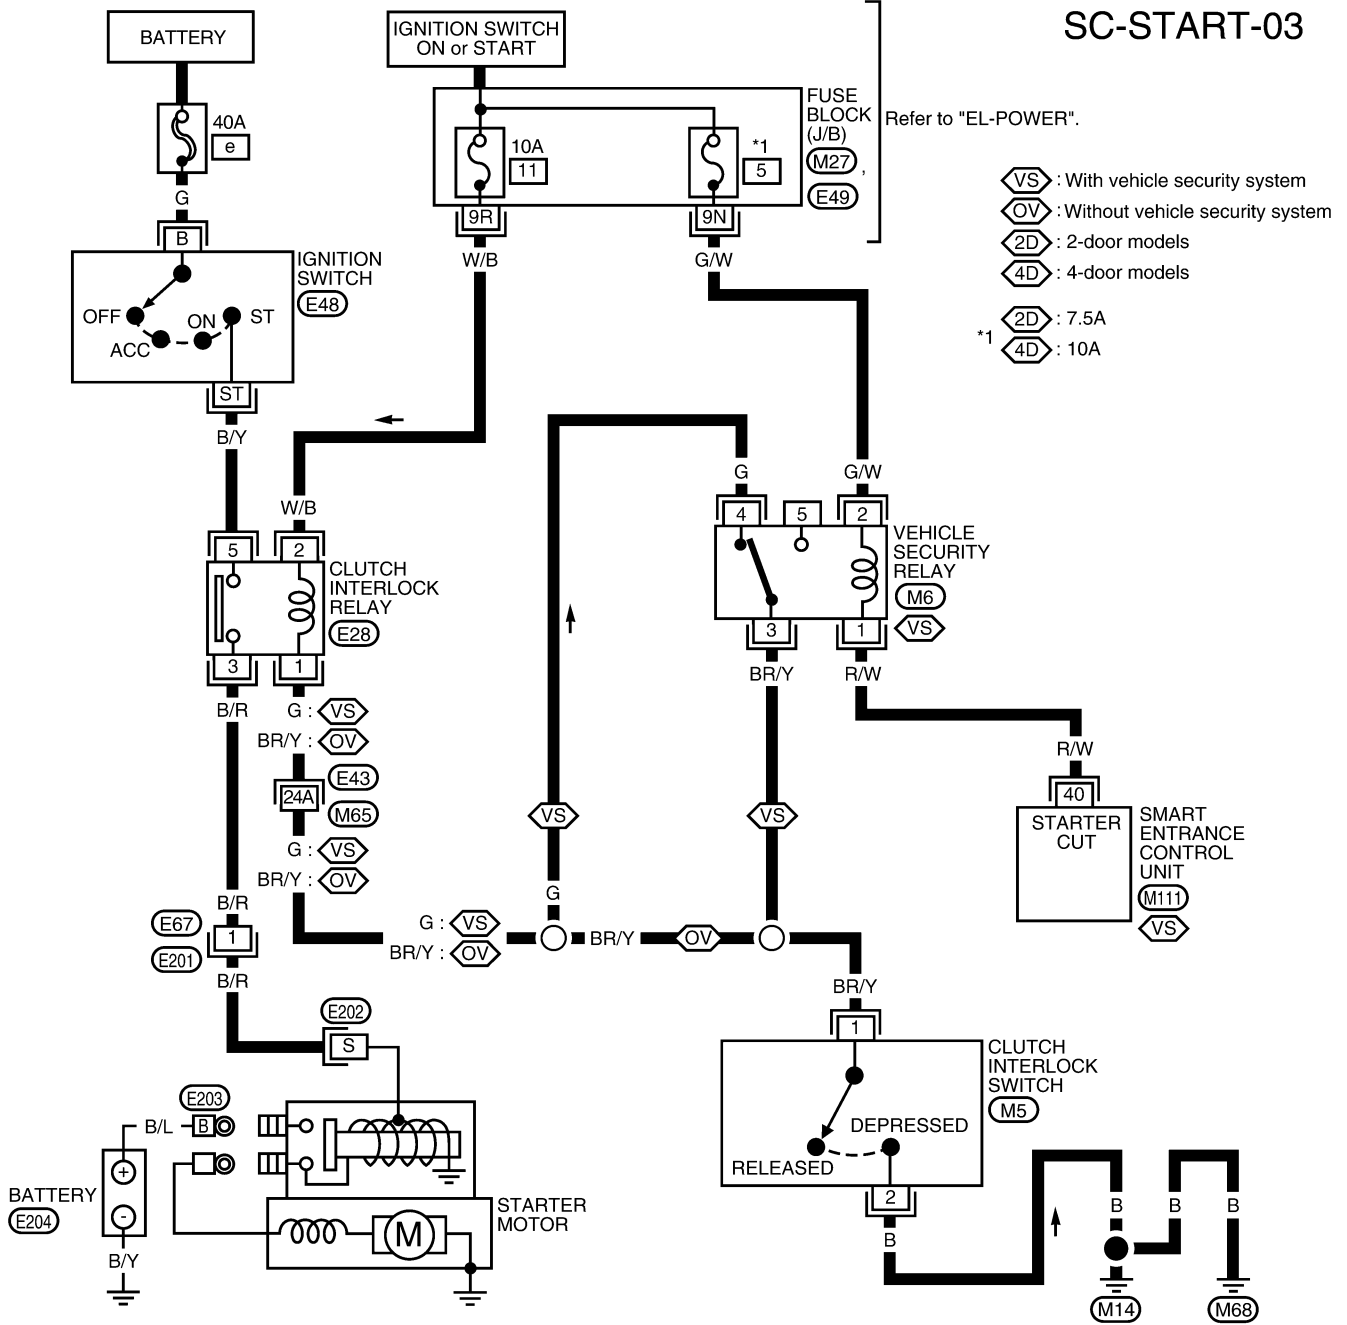 SC-START-03
BATTERY
IGNITION SWITCH
ON or START
40A
e
G
B
10A
11
*1
5
FUSE
BLOCK
(J/B)
M27 ,
E49
Refer to "EL-POWER".
9R
9N
W/B
G/W
VS : With vehicle security system
OV : Without vehicle security system
2D : 2-door models
4D : 4-door models
*1
2D : 7.5A
4D : 10A
IGNITION
SWITCH
E48
OFF
ACC
ON
ST
ST
B/Y
W/B
G
G/W
5
2
CLUTCH
INTERLOCK
RELAY
E28
3
1
4
5
2
VEHICLE
SECURITY
RELAY
M6
VS
3
1
B/R
G : VS
BR/Y : OV
BR/Y
R/W
24A
E43
M65
G : VS
BR/Y : OV
VS
VS
R/W
40
STARTER
CUT
SMART
ENTRANCE
CONTROL
UNIT
M111
VS
B/R
E67
1
E201
B/R
G
G : VS
BR/Y : OV
BR/Y
OV
BR/Y
E202
S
1
CLUTCH
INTERLOCK
SWITCH
M5
DEPRESSED
RELEASED
2
B
E203
B/L
B
BATTERY
E204
+
-
B/Y
STARTER
MOTOR
M
B
B
B
M14
M68